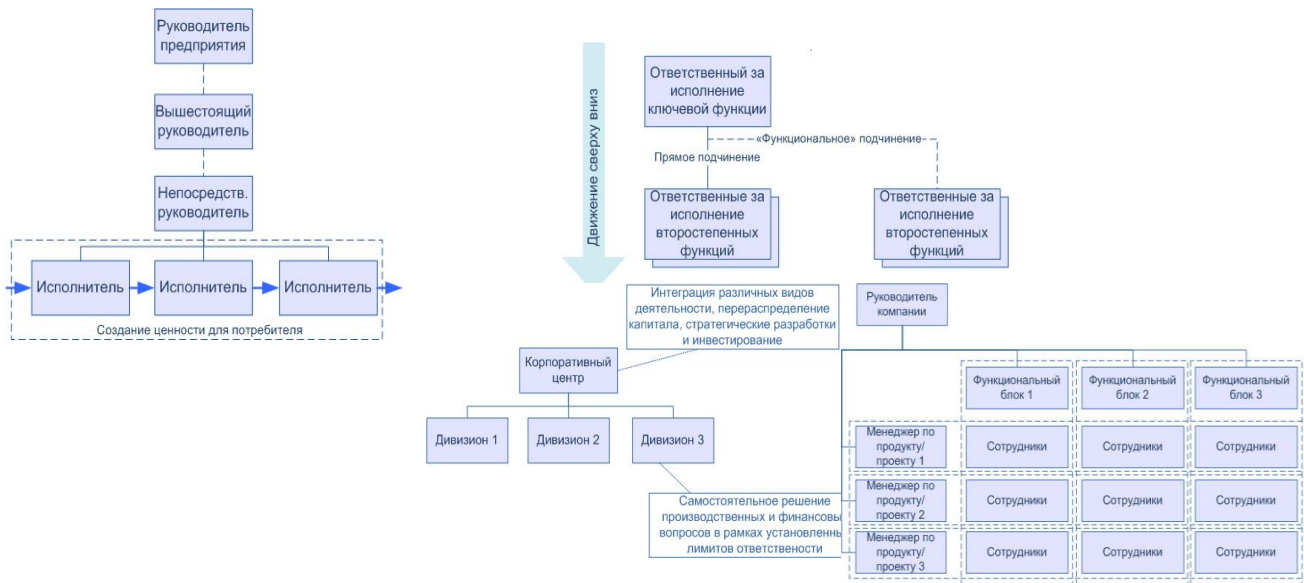 Руководитель
предприятия
Вышестоящий
руководитель
Непосредств.
руководитель
Исполнитель
Исполнитель
Исполнитель
Создание ценности для потребителя
Движение сверху вниз
Ответственный за
исполнение
ключевой функции
«Функциональное» подчинение
Прямое подчинение
Ответственные за
исполнение
второстепенных
функций
Ответственные за
исполнение
второстепенных
функций
Интеграция различных видов
деятельности, перераспределение
капитала, стратегические разработки
и инвестирование
Корпоративный
центр
Дивизион 1
Дивизион 2
Дивизион 3
Самостоятельное решение
производственных и финансовы
вопросов в рамках установленны
лимитов ответствености
Руководитель
компании
Функциональный
блок 1
Функциональный
блок 2
Функциональный
блок 3
Менеджер по
продукту/
проекту 1
Сотрудники
Сотрудники
Сотрудники
Менеджер по
продукту/
проекту 2
Сотрудники
Сотрудники
Сотрудники
Менеджер по
продукту/
проекту 3
Сотрудники
Сотрудники
Сотрудники